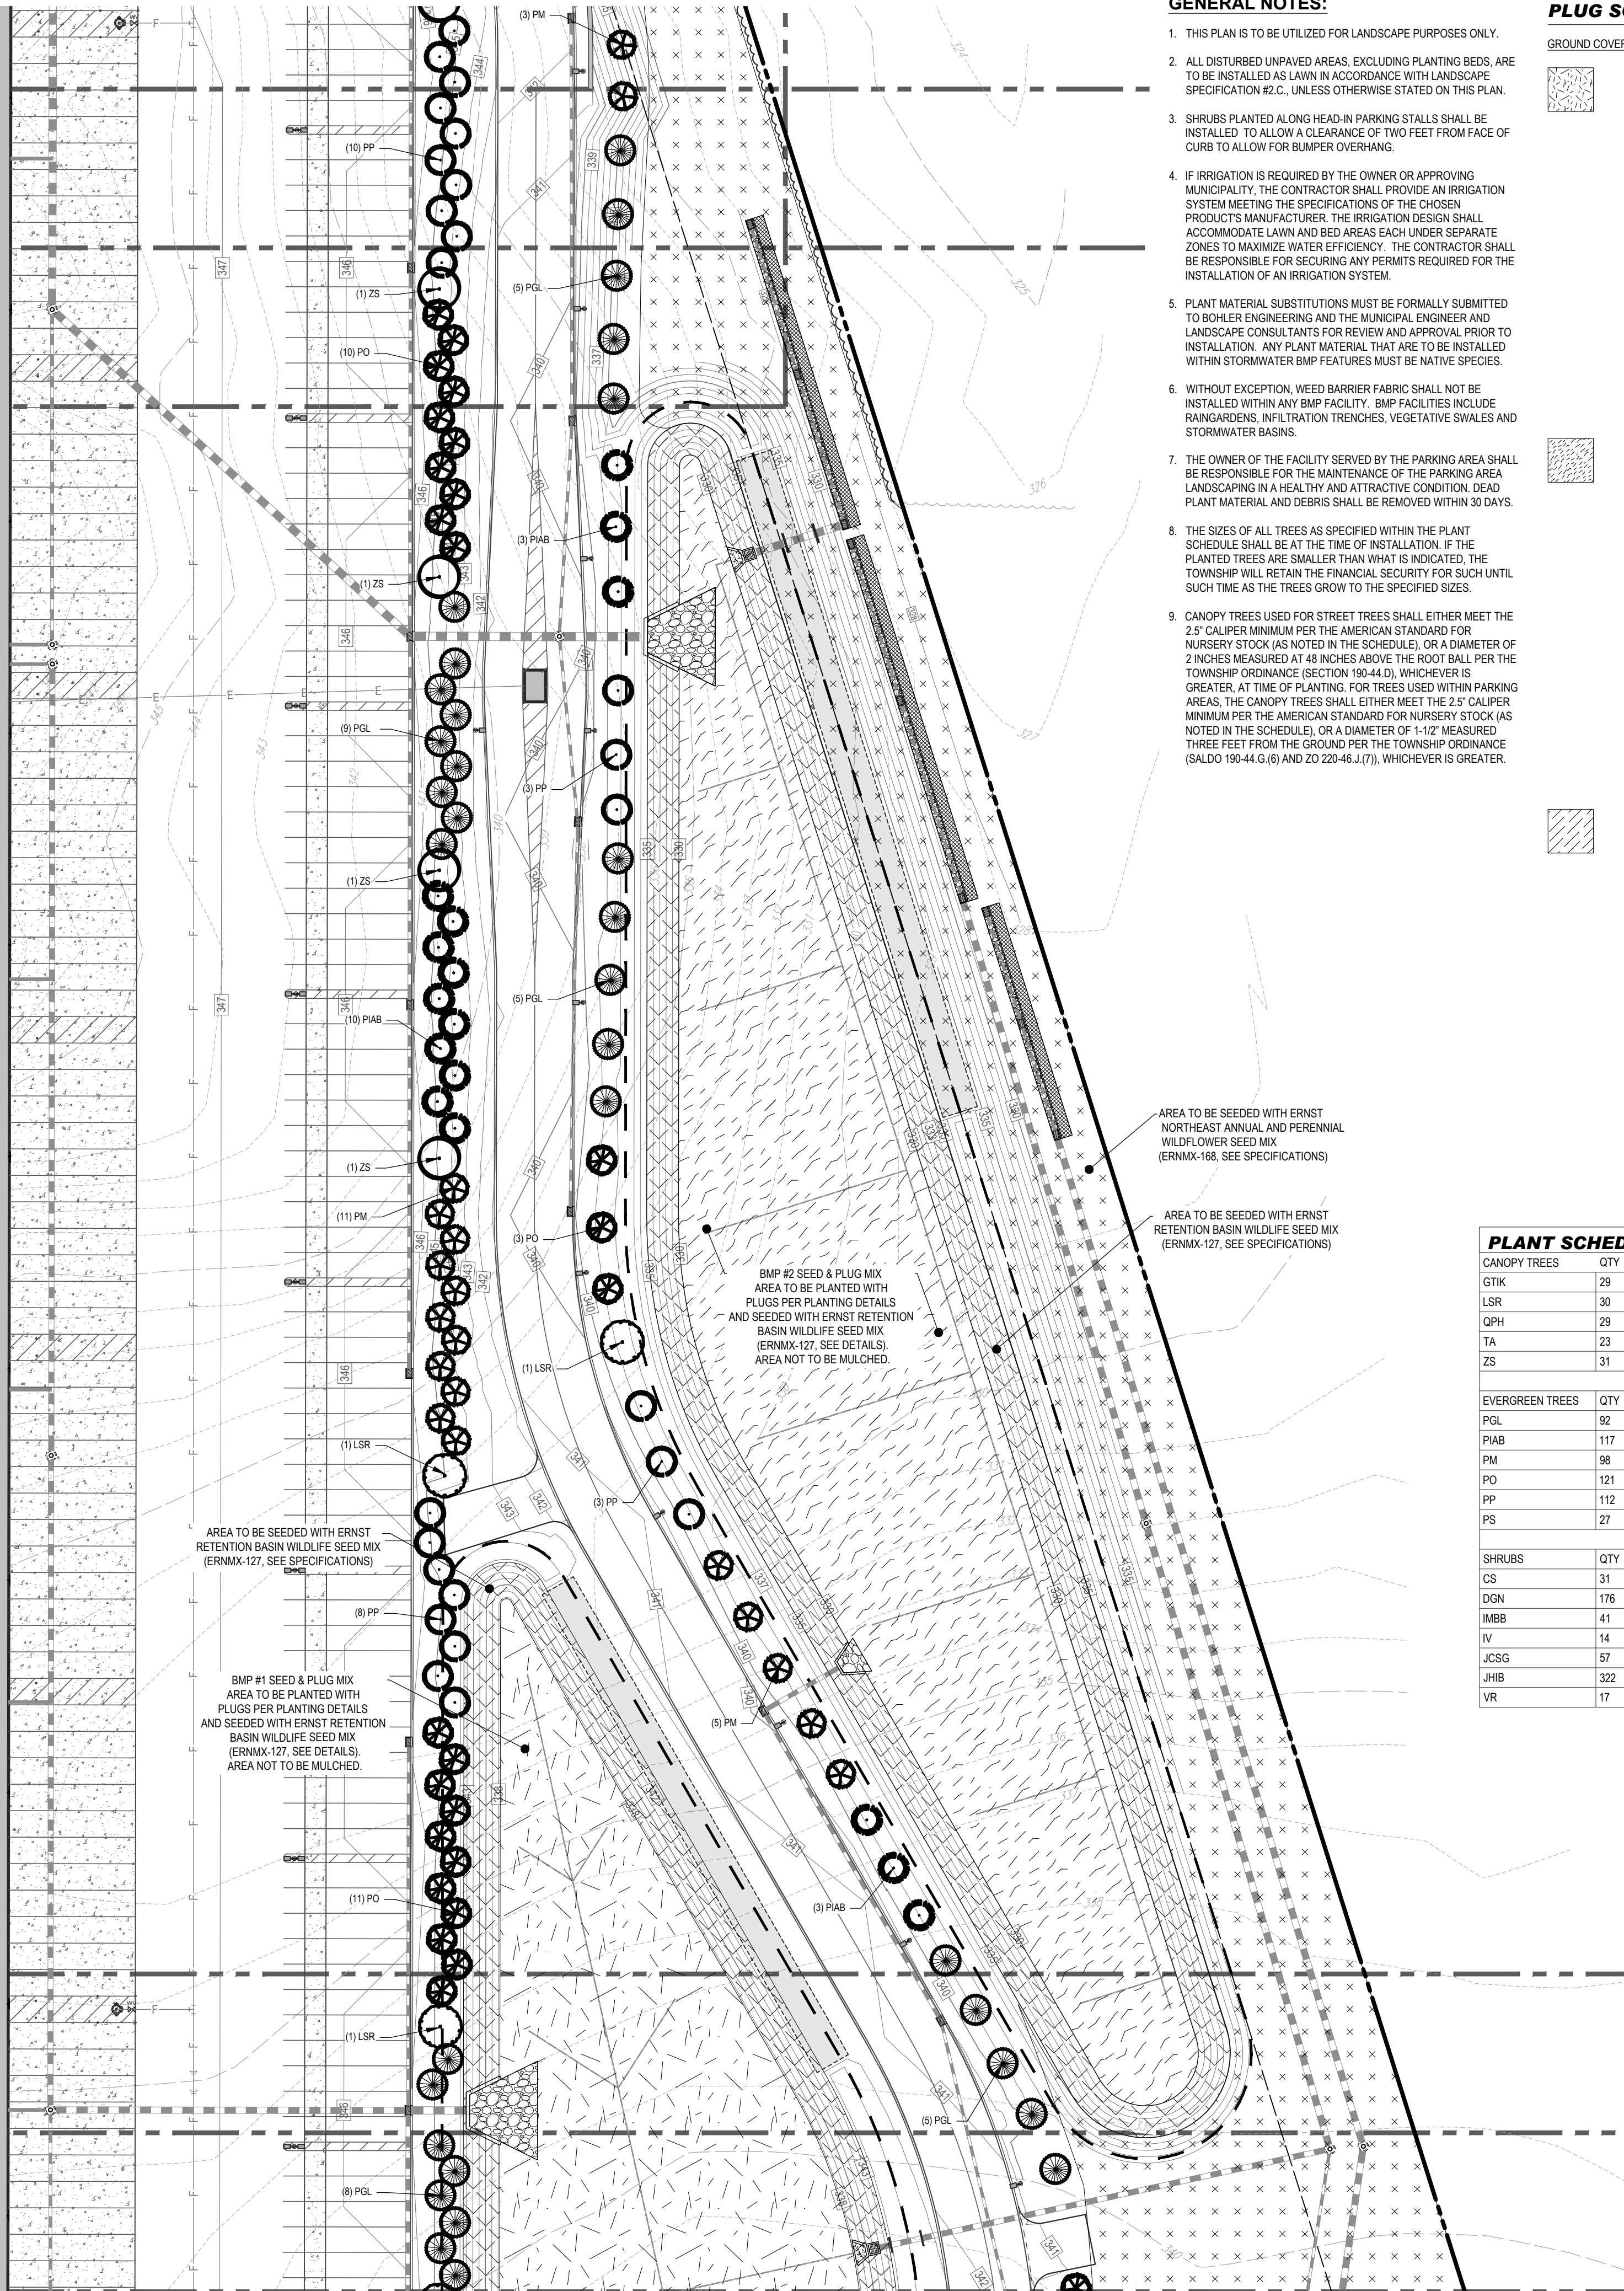 GENERAL NOTES:
1. THIS PLAN IS TO BE UTILIZED FOR LANDSCAPE PURPOSES ONLY.
2. ALL DISTURBED UNPAVED AREAS, EXCLUDING PLANTING BEDS, ARE
TO BE INSTALLED AS LAWN IN ACCORDANCE WITH LANDSCAPE
SPECIFICATION #2.C., UNLESS OTHERWISE STATED ON THIS PLAN.
3. SHRUBS PLANTED ALONG HEAD-IN PARKING STALLS SHALL BE
INSTALLED TO ALLOW A CLEARANCE OF TWO FEET FROM FACE OF
CURB TO ALLOW FOR BUMPER OVERHANG.
4. IF IRRIGATION IS REQUIRED BY THE OWNER OR APPROVING
MUNICIPALITY, THE CONTRACTOR SHALL PROVIDE AN IRRIGATION
SYSTEM MEETING THE SPECIFICATIONS OF THE CHOSEN
PRODUCT'S MANUFACTURER. THE IRRIGATION DESIGN SHALL
ACCOMMODATE LAWN AND BED AREAS EACH UNDER SEPARATE
ZONES TO MAXIMIZE WATER EFFICIENCY. THE CONTRACTOR SHALL
BE RESPONSIBLE FOR SECURING ANY PERMITS REQUIRED FOR THE
INSTALLATION OF AN IRRIGATION SYSTEM.
5. PLANT MATERIAL SUBSTITUTIONS MUST BE FORMALLY SUBMITTED
TO BOHLER ENGINEERING AND THE MUNICIPAL ENGINEER AND
LANDSCAPE CONSULTANTS FOR REVIEW AND APPROVAL PRIOR TO
INSTALLATION. ANY PLANT MATERIAL THAT ARE TO BE INSTALLED
WITHIN STORMWATER BMP FEATURES MUST BE NATIVE SPECIES.
6. WITHOUT EXCEPTION, WEED BARRIER FABRIC SHALL NOT BE
INSTALLED WITHIN ANY BMP FACILITY. BMP FACILITIES INCLUDE
RAINGARDENS, INFILTRATION TRENCHES, VEGETATIVE SWALES AND
STORMWATER BASINS.
7. THE OWNER OF THE FACILITY SERVED BY THE PARKING AREA SHALL
BE RESPONSIBLE FOR THE MAINTENANCE OF THE PARKING AREA
LANDSCAPING IN A HEALTHY AND ATTRACTIVE CONDITION. DEAD
PLANT MATERIAL AND DEBRIS SHALL BE REMOVED WITHIN 30 DAYS.
8. THE SIZES OF ALL TREES AS SPECIFIED WITHIN THE PLANT
SCHEDULE SHALL BE AT THE TIME OF INSTALLATION. IF THE
PLANTED TREES ARE SMALLER THAN WHAT IS INDICATED, THE
TOWNSHIP WILL RETAIN THE FINANCIAL SECURITY FOR SUCH UNTIL
SUCH TIME AS THE TREES GROW TO THE SPECIFIED SIZES.
9. CANOPY TREES USED FOR STREET TREES SHALL EITHER MEET THE
2.5" CALIPER MINIMUM PER THE AMERICAN STANDARD FOR
NURSERY STOCK (AS NOTED IN THE SCHEDULE), OR A DIAMETER OF
2 INCHES MEASURED AT 48 INCHES ABOVE THE ROOT BALL PER THE
TOWNSHIP ORDINANCE (SECTION 190-44.D), WHICHEVER IS
GREATER, AT TIME OF PLANTING. FOR TREES USED WITHIN PARKING
AREAS, THE CANOPY TREES SHALL EITHER MEET THE 2.5" CALIPER
MINIMUM PER THE AMERICAN STANDARD FOR NURSERY STOCK (AS
NOTED IN THE SCHEDULE), OR A DIAMETER OF 1-1/2" MEASURED
THREE FEET FROM THE GROUND PER THE TOWNSHIP ORDINANCE
(SALDO 190-44.G.(6) AND ZO 220-46.J.(7)), WHICHEVER IS GREATER.
PLUG S
GROUND COVER
(3) PM
(10) PP
(1) ZS
(5) PGL
(10) PO
(3) PIAB
(1) ZS
(9) PGL
(3) PP
(1) ZS
(5) PGL
(10) PIAB
(1) ZS
(11) PM
(3) PO
(1) LSR
(1) LSR
(3) PP
(8) PP
(5) PM
(11) PO
(3) PIAB
(1) LSR
(5) PGL
(8) PGL
AREA TO BE SEEDED WITH ERNST
NORTHEAST ANNUAL AND PERENNIAL
WILDFLOWER SEED MIX
(ERNMX-168, SEE SPECIFICATIONS)
AREA TO BE SEEDED WITH ERNST
RETENTION BASIN WILDLIFE SEED MIX
(ERNMX-127, SEE SPECIFICATIONS)
BMP #2 SEED & PLUG MIX
AREA TO BE PLANTED WITH
PLUGS PER PLANTING DETAILS
AND SEEDED WITH ERNST RETENTION
BASIN WILDLIFE SEED MIX
(ERNMX-127, SEE DETAILS).
AREA NOT TO BE MULCHED.
AREA TO BE SEEDED WITH ERNST
RETENTION BASIN WILDLIFE SEED MIX
(ERNMX-127, SEE SPECIFICATIONS)
BMP #1 SEED & PLUG MIX
AREA TO BE PLANTED WITH
PLUGS PER PLANTING DETAILS
AND SEEDED WITH ERNST RETENTION
BASIN WILDLIFE SEED MIX
(ERNMX-127, SEE DETAILS).
AREA NOT TO BE MULCHED.
PLANT SCHED
CANOPY TREES QTY
GTIK 29
LSR 30
QPH 29
TA 23
ZS 31
EVERGREEN TREES QTY
PGL 92
PIAB 117
PM 98
PO 121
PP 112
PS 27
SHRUBS QTY
CS 31
DGN 176
IMBB 41
IV 14
JCSG 57
JHIB 322
VR 17